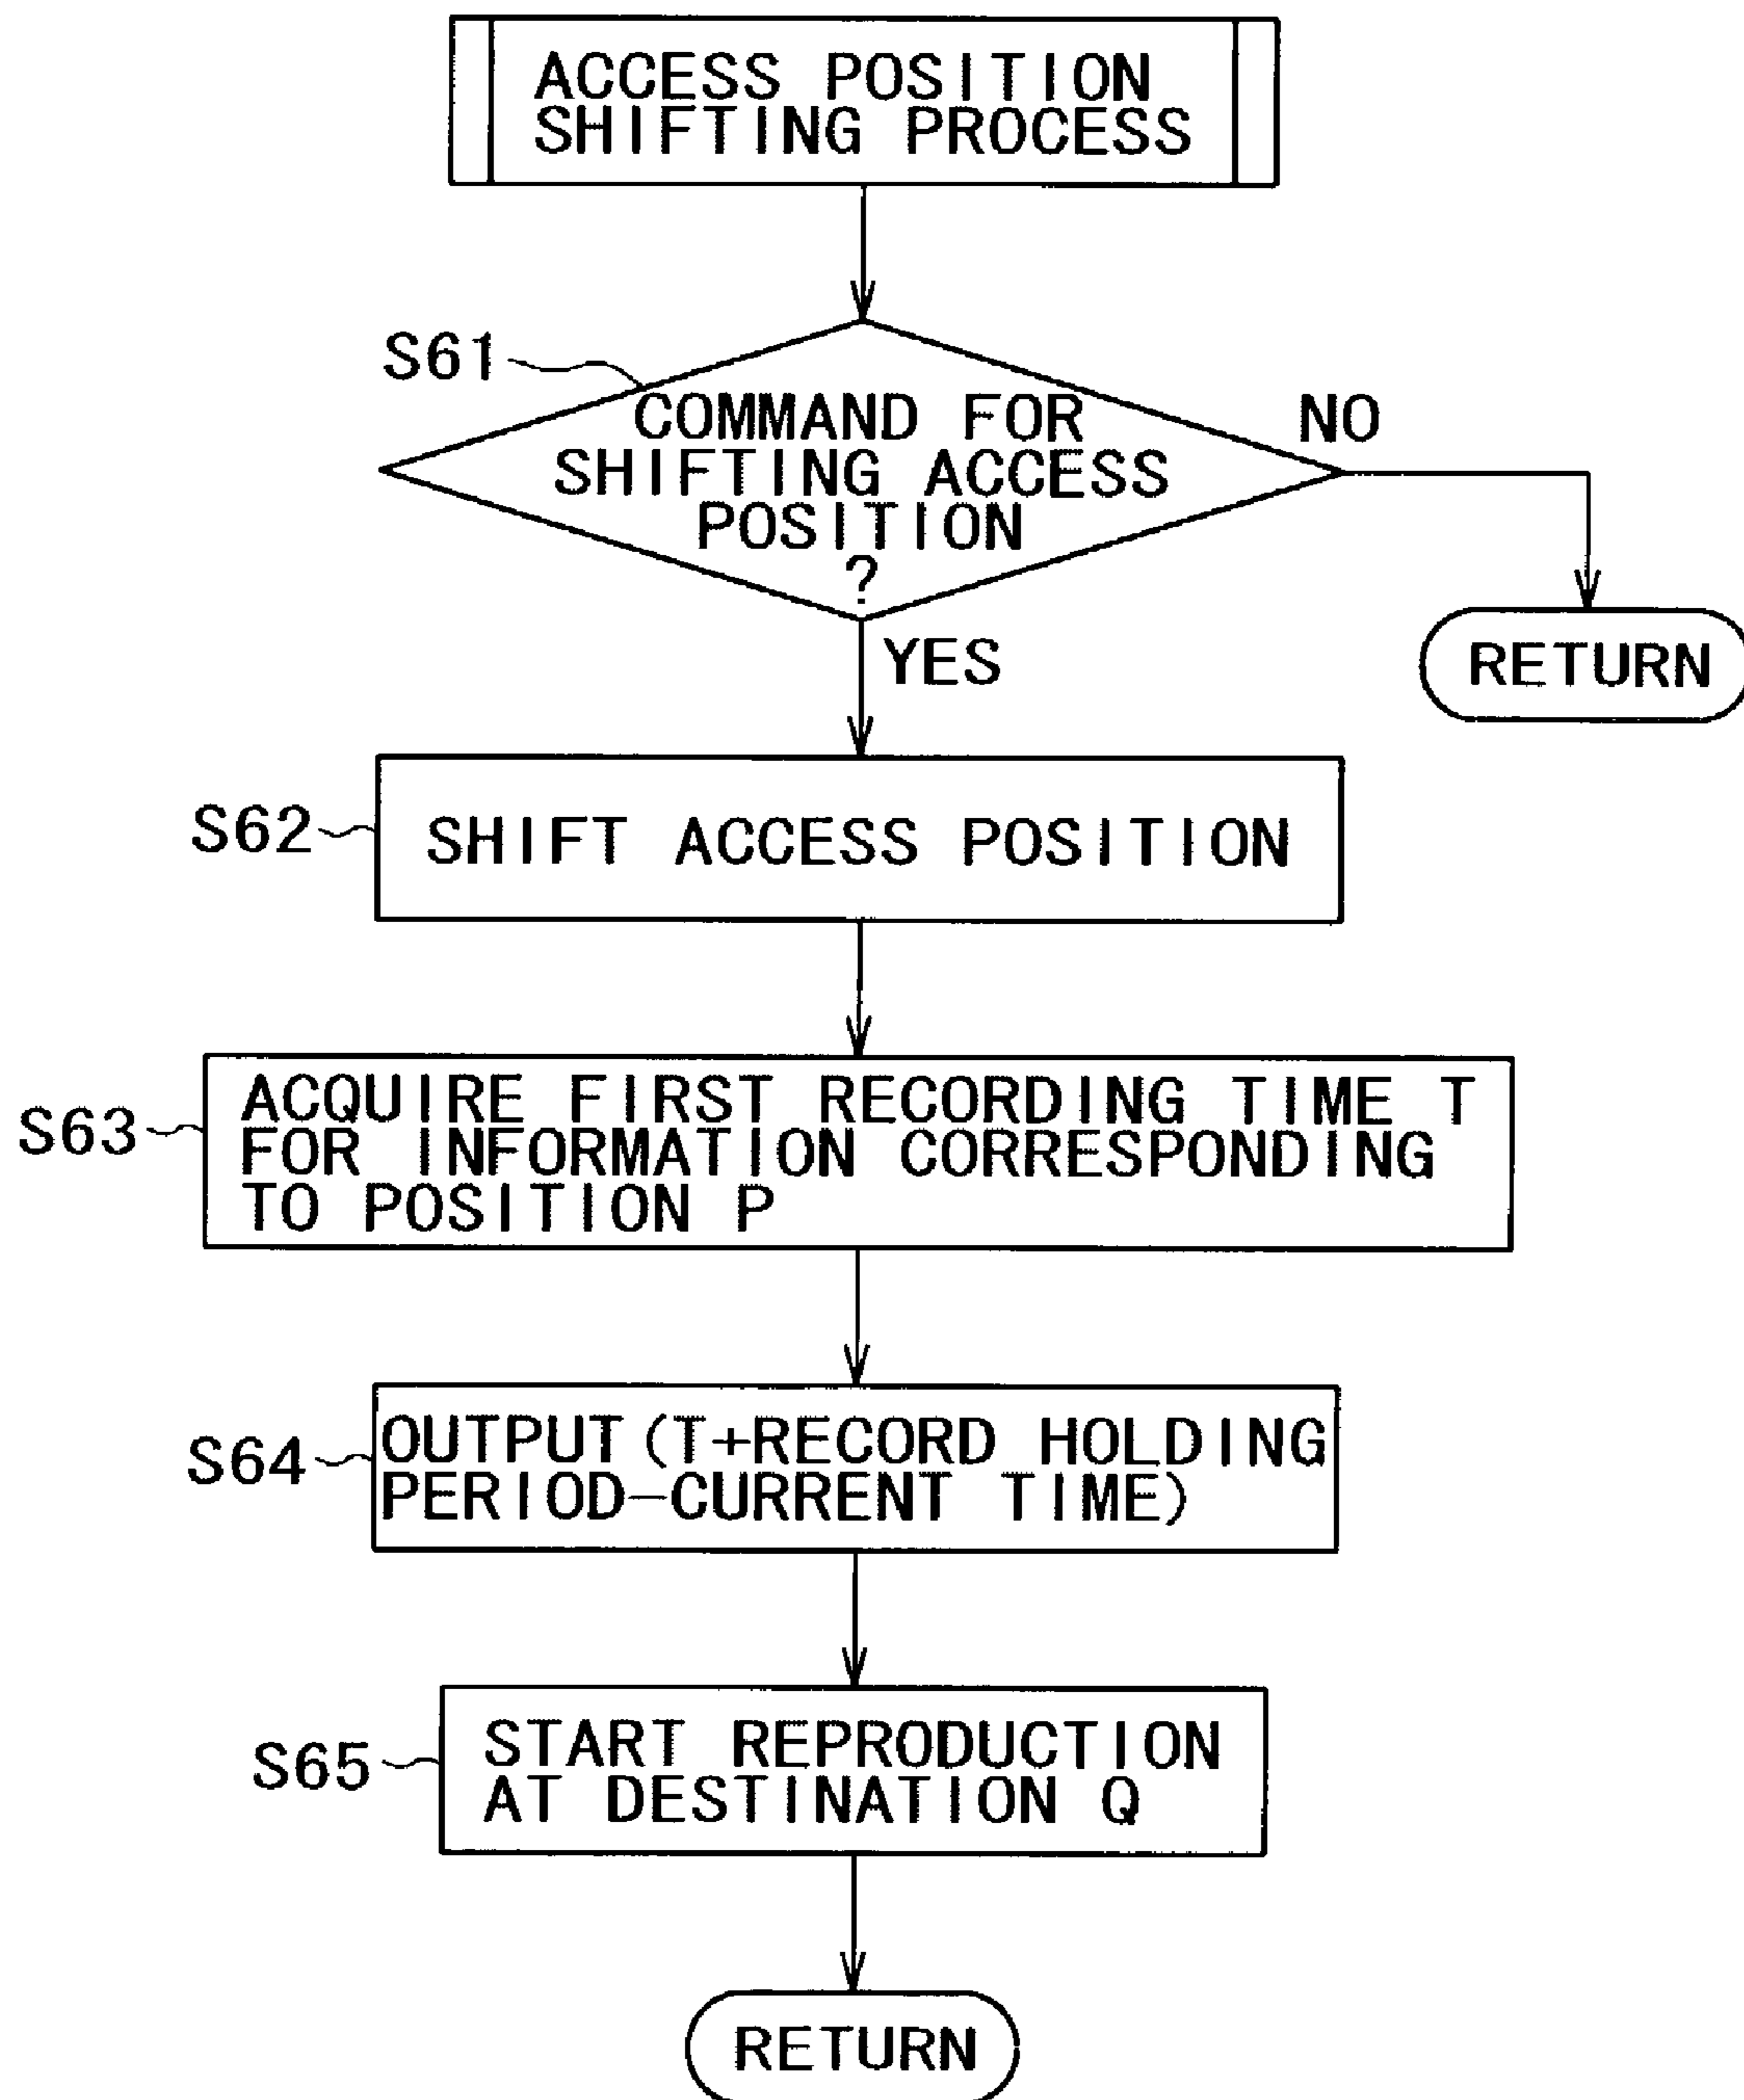 ACCESS POSITION
SHIFTING PROCESS
S61
COMMAND FOR
SHIFTING ACCESS
POSITION
?
NO
RETURN
YES
S62
SHIFT ACCESS POSITION
S63
ACQUIRE FIRST RECORDING TIME T
FOR INFORMATION CORRESPONDING
TO POSITION P
S64
OUTPUT(T+RECORD HOLDING
PERIOD-CURRENT TIME)
S65
START REPRODUCTION
AT DESTINATION Q
RETURN